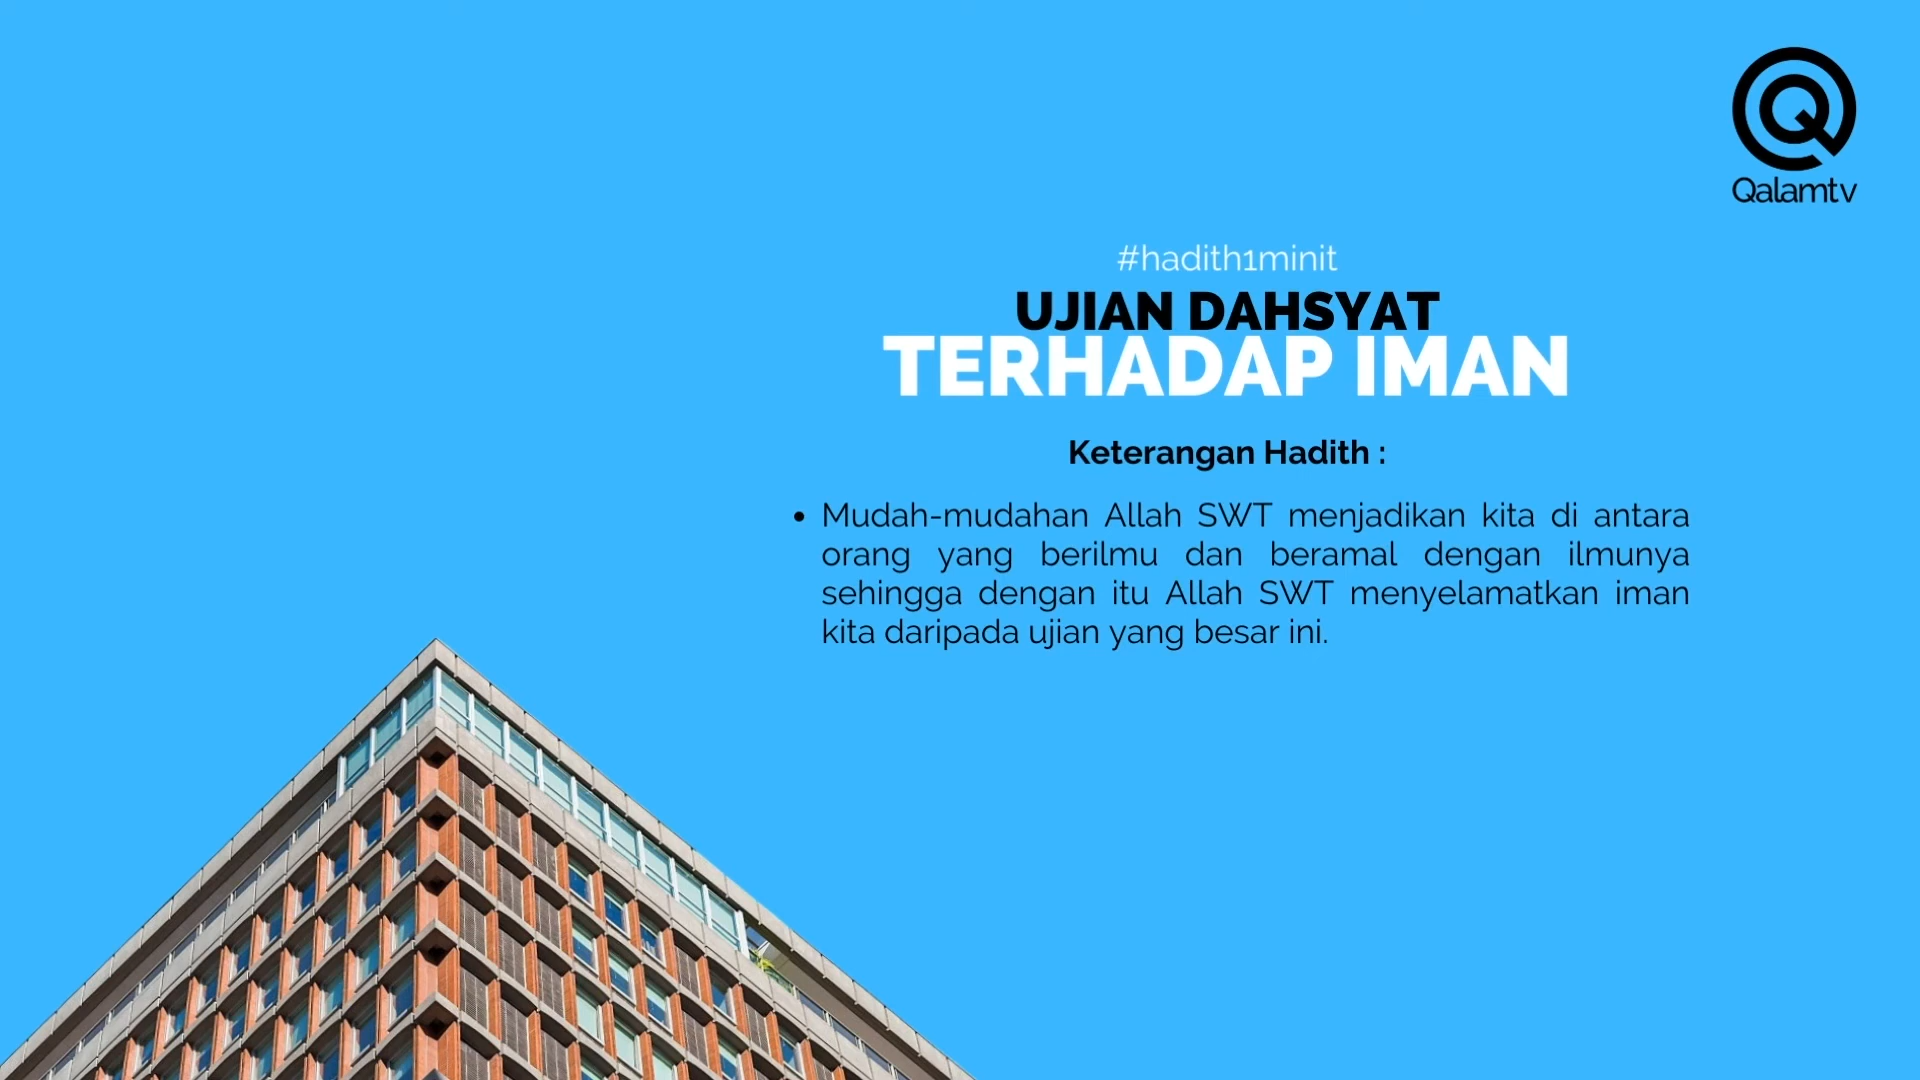 Qalamtv
#hadith1minit
UJIAN DAHSYAT
TERHADAP IMAN
Keterangan Hadith :
• Mudah-mudahan Allah SWT menjadikan kita di antara
orang yang berilmu dan beramal dengan ilmunya
sehingga dengan itu Allah SWT menyelamatkan iman
kita daripada ujian yang besar ini.